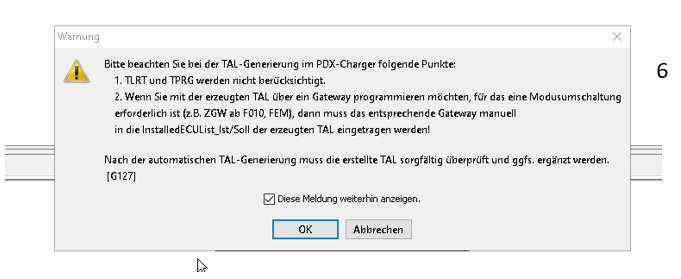 Warnung
Bitte beachten Sie bei der TAL-Generierung im PDX-Charger folgende Punkte:
1. TLRT und TPRG werden nicht berücksichtigt.
2. Wenn Sie mit der erzeugten TAL über ein Gateway programmieren möchten, für das eine Modusumschaltung
erforderlich ist (z.B. ZGW ab F010, FEM), dann muss das entsprechende Gateway manuell
in die InstalledECUList_Ist/Soll der erzeugten TAL eingetragen werden!
Nach der automatischen TAL-Generierung muss die erstellte TAL sorgfältig überprüft und ggfs. ergänzt werden.
[G127]
Diese Meldung weiterhin anzeigen.
OK
Abbrechen
6